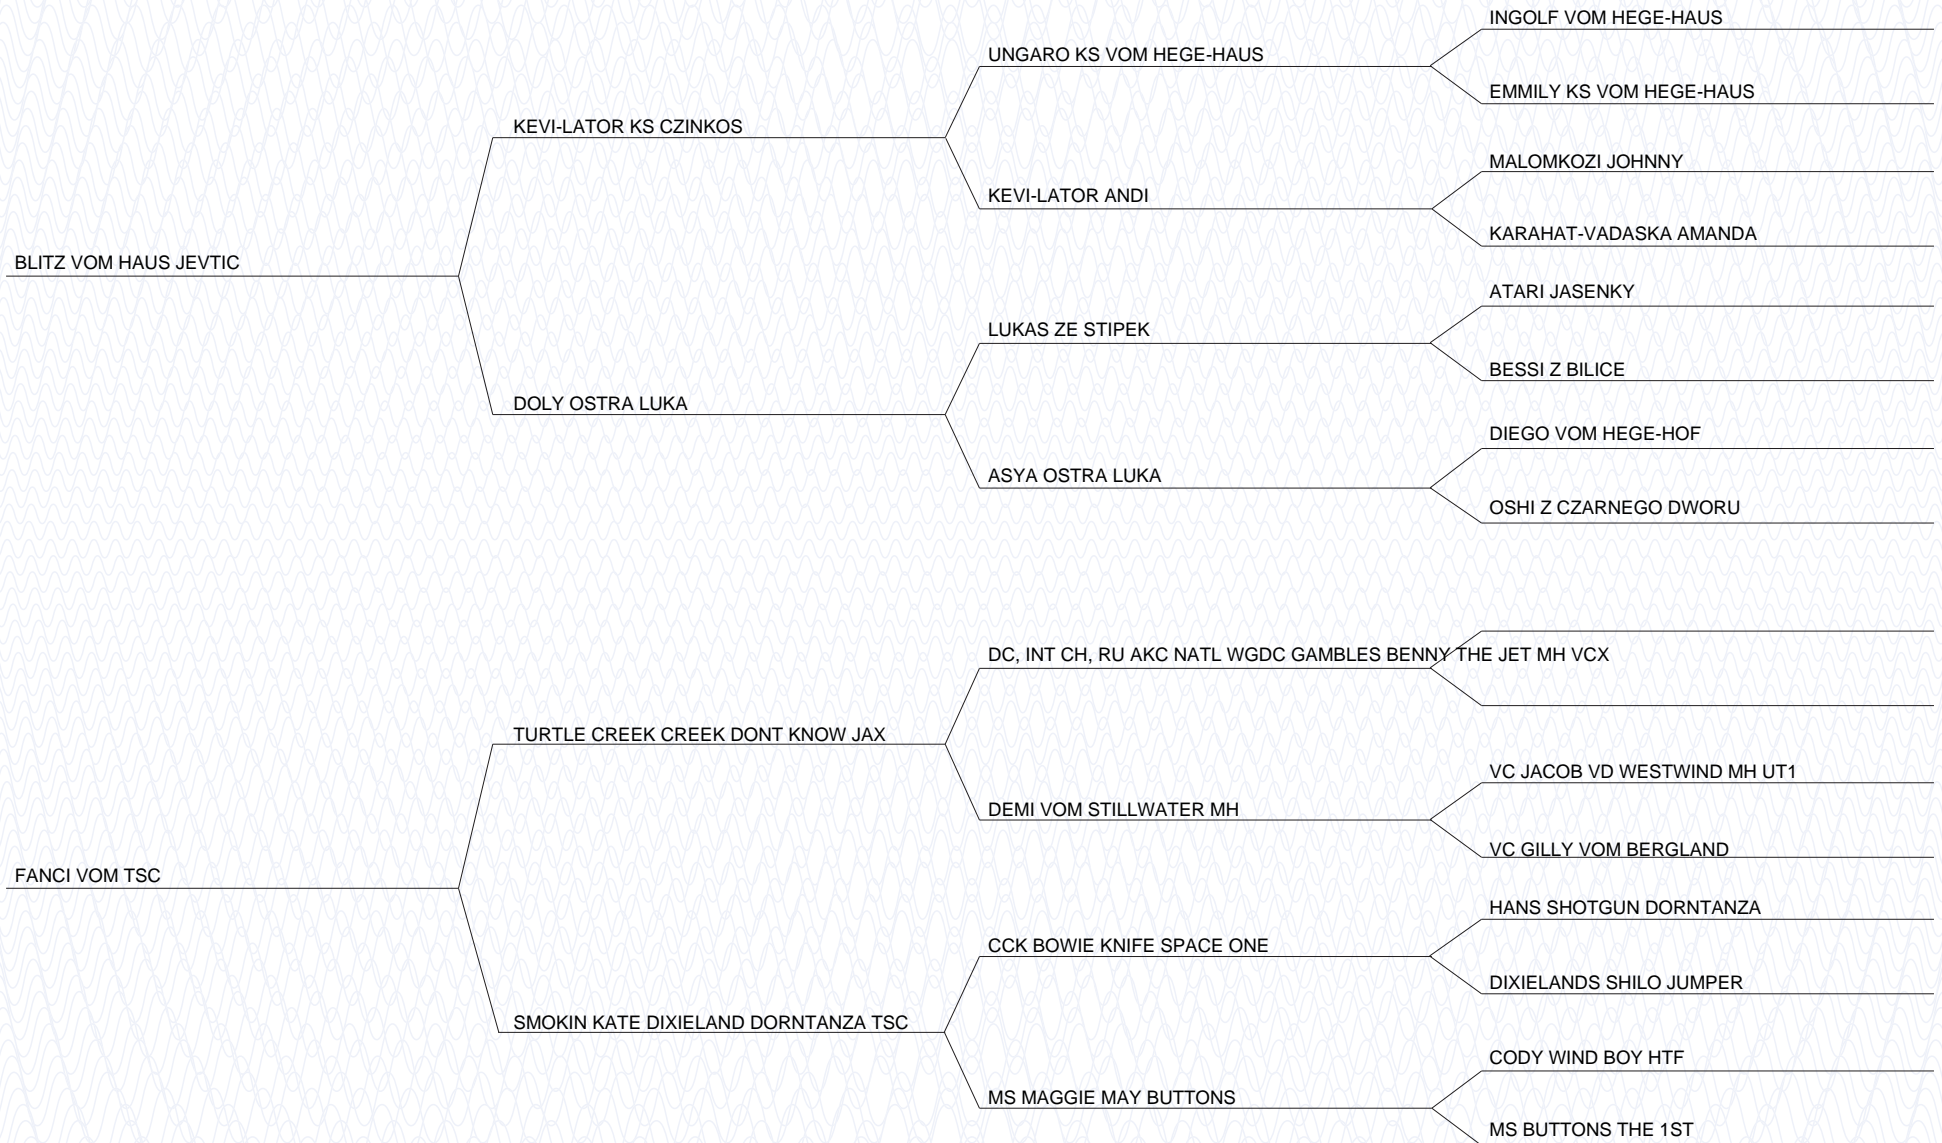 INGOLF VOM HEGE-HAUS
UNGARO KS VOM HEGE-HAUS
EMMILY KS VOM HEGE-HAUS
KEVI-LATOR KS CZINKOS
MALOMKOZI JOHNNY
KEVI-LATOR ANDI
KARAHAT-VADASKA AMANDA
BLITZ VOM HAUS JEVTIC
ATARI JASENKY
LUKAS ZE STIPEK
BESSI Z BILICE
DOLY OSTRA LUKA
DIEGO VOM HEGE-HOF
ASYA OSTRA LUKA
OSHI Z CZARNEGO DWORU
DC, INT CH, RU AKC NATL WGDC GAMBLES BENNY THE JET MH VCX
TURTLE CREEK CREEK DONT KNOW JAX
VC JACOB VD WESTWIND MH UT1
DEMI VOM STILLWATER MH
VC GILLY VOM BERGLAND
FANCI VOM TSC
HANS SHOTGUN DORNTANZA
CCK BOWIE KNIFE SPACE ONE
DIXIELANDS SHILO JUMPER
SMOKIN KATE DIXIELAND DORNTANZA TSC
CODY WIND BOY HTF
MS MAGGIE MAY BUTTONS
MS BUTTONS THE 1ST